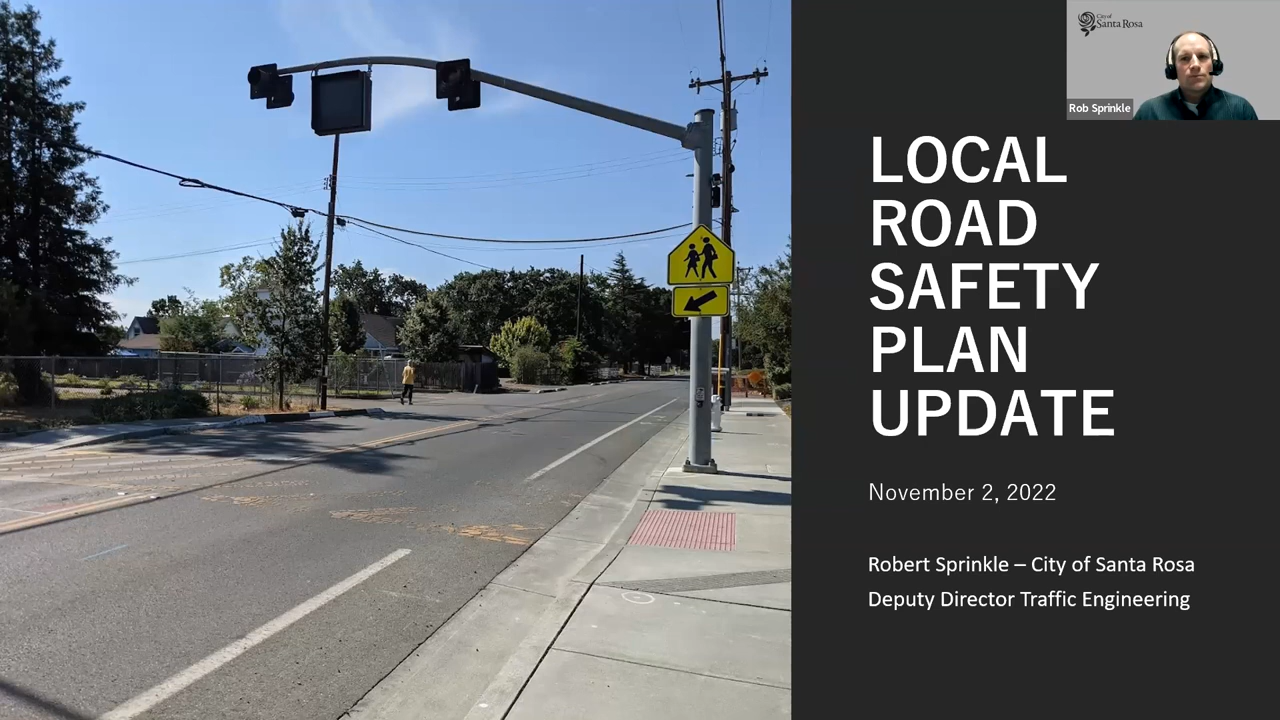 City of
Santa Rosa
Rob Sprinkle
LOCAL
ROAD
SAFETY
PLAN
UPDATE
November 2, 2022
Robert Sprinkle – City of Santa Rosa
Deputy Director Traffic Engineering